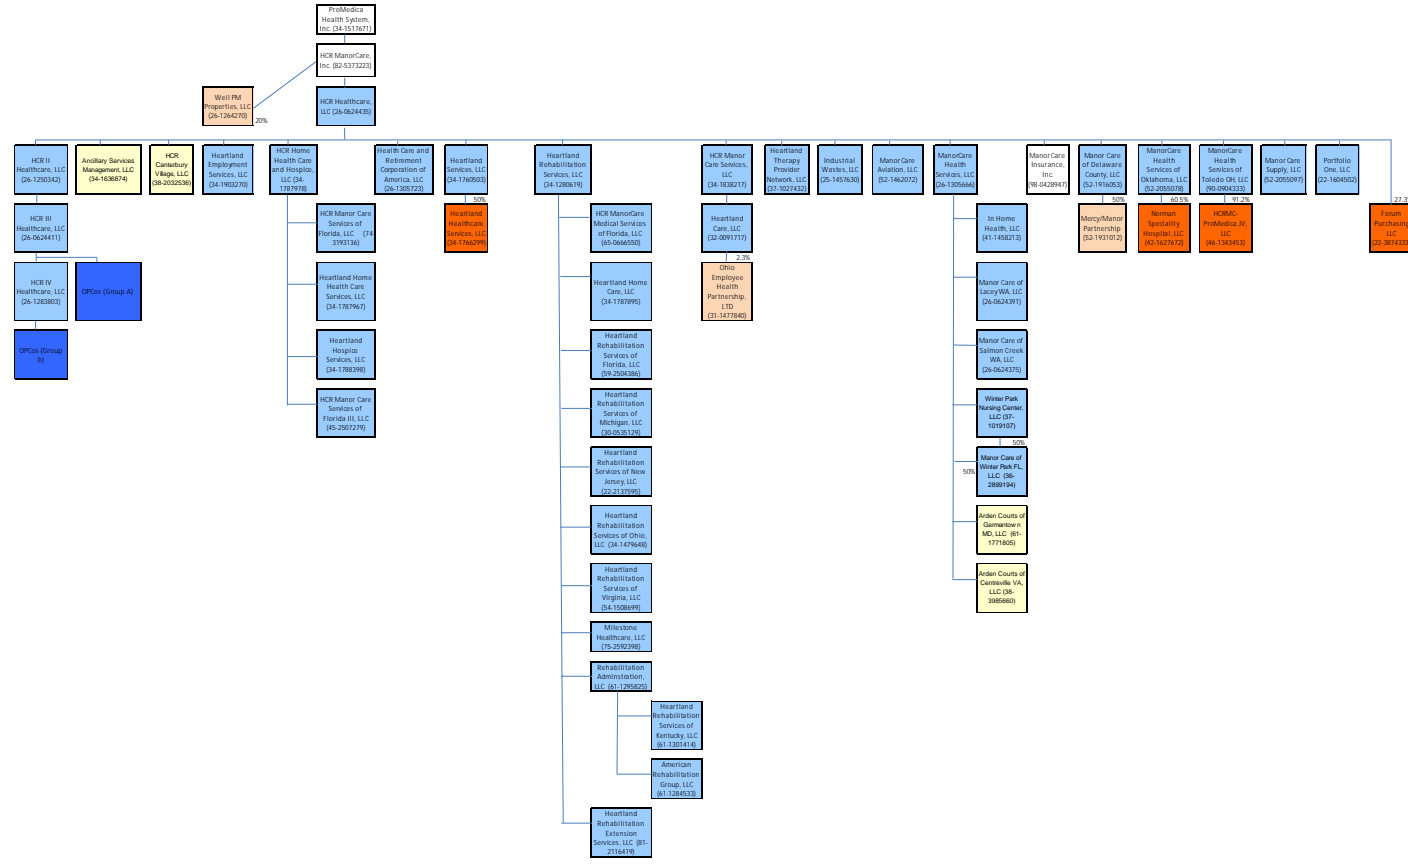 ProMedica
Health System,
Inc. (34-1517671)
HCR ManorCare,
Inc. (82-5373223)
Well PM
Properties, LLC
(26-1264270)
20%
HCR Healthcare,
LLC (26-0624435)
HCR II
Healthcare, LLC
(26-1250342)
Ancillary Services
Management, LLC
(34-1636874)
HCR
Canterbury
Village, LLC
(38-2032536)
Heartland
Employment
Services, LLC
(34-1903270)
HCR Home
Health Care
and Hospice,
LLC (34-
1787978)
Health Care and
Retirement
Corporation of
America, LLC
(26-1305723)
Heartland
Services, LLC
(34-1760503)
Heartland
Rehabilitation
Services, LLC
(34-1280619)
HCR Manor
Care Services,
LLC
(34-1838217)
Heartland
Therapy
Provider
Network, LLC
(37-1027432)
Industrial
Wastes, LLC
(25-1457630)
Manor Care
Aviation, LLC
(52-1462072)
ManorCare
Health
Services, LLC
(26-1305666)
ManorCare
Insurance,
Inc.
(98-0428947)
Manor Care
of Delaware
County, LLC
(52-1916053)
ManorCare
Health
Services of
Oklahoma, LLC
(52-2055078)
ManorCare
Health
Services of
Toledo OH, LLC
(90-0904333)
Manor Care
Supply, LLC
(52-2055097)
Portfolio
One, LLC
(22-1604502)
50%
50%
60.5%
91.2%
27.3
HCR III
Healthcare, LLC
(26-0624411)
HCR Manor Care
Services of
Florida, LLC (74
3193136)
Heartland
Healthcare
Services, LLC
(34-1766299)
HCR ManorCare
Medical Services
of Florida, LLC
(65-0666550)
Heartland
Care, LLC
(32-0091717)
2.3%
In Home
Health, LLC
(41-1458213)
Mercy/Manor
Partnership
(52-1931012)
Norman
Speciality
Hospital, LLC
(42-1627672)
HCRMC-
ProMedica JV,
LLC
(46-1343453)
Forum
Purchasing
LLC
(22-3874333
HCR IV
Healthcare, LLC
(26-1283803)
OPCos (Group A)
Heartland Home
Health Care
Services, LLC
(34-1787967)
Heartland Home
Care, LLC
(34-1787895)
Ohio
Employee
Health
Partnership,
LTD
(31-1477840)
Manor Care of
Lacey WA, LLC
(26-0624391)
OPCos (Group
b)
Heartland
Hospice
Services, LLC
(34-1788398)
Heartland
Rehabilitation
Services of
Florida, LLC
(59-2504386)
Manor Care of
Salmon Creek
WA, LLC
(26-0624375)
HCR Manor Care
Services of
Florida III, LLC
(45-2507279)
Heartland
Rehabilitation
Services of
Michigan, LLC
(30-0535129)
Winter Park
Nursing Center,
LLC (37-
1019107)
50%
Heartland
Rehabilitation
Services of New
Jersey, LLC
(22-2137595)
50%
Manor Care of
Winter Park FL,
LLC (36-
2899194)
Heartland
Rehabilitation
Services of Ohio,
LLC (34-1479648)
Arden Courts of
Germantown
MD, LLC (61-
1771805)
Heartland
Rehabilitation
Services of
Virginia, LLC
(54-1508699)
Arden Courts of
Centreville VA,
LLC (38-
3985660)
Milestone
Healthcare, LLC
(75-2592398)
Rehabilitation
Adminstration,
LLC (61-1295825)
Heartland
Rehabilitation
Services of
Kentucky, LLC
(61-1301414)
American
Rehabilitation
Group, LLC
(61-1284533)
Heartland
Rehabilitation
Extension
Services, LLC (81-
2116419)